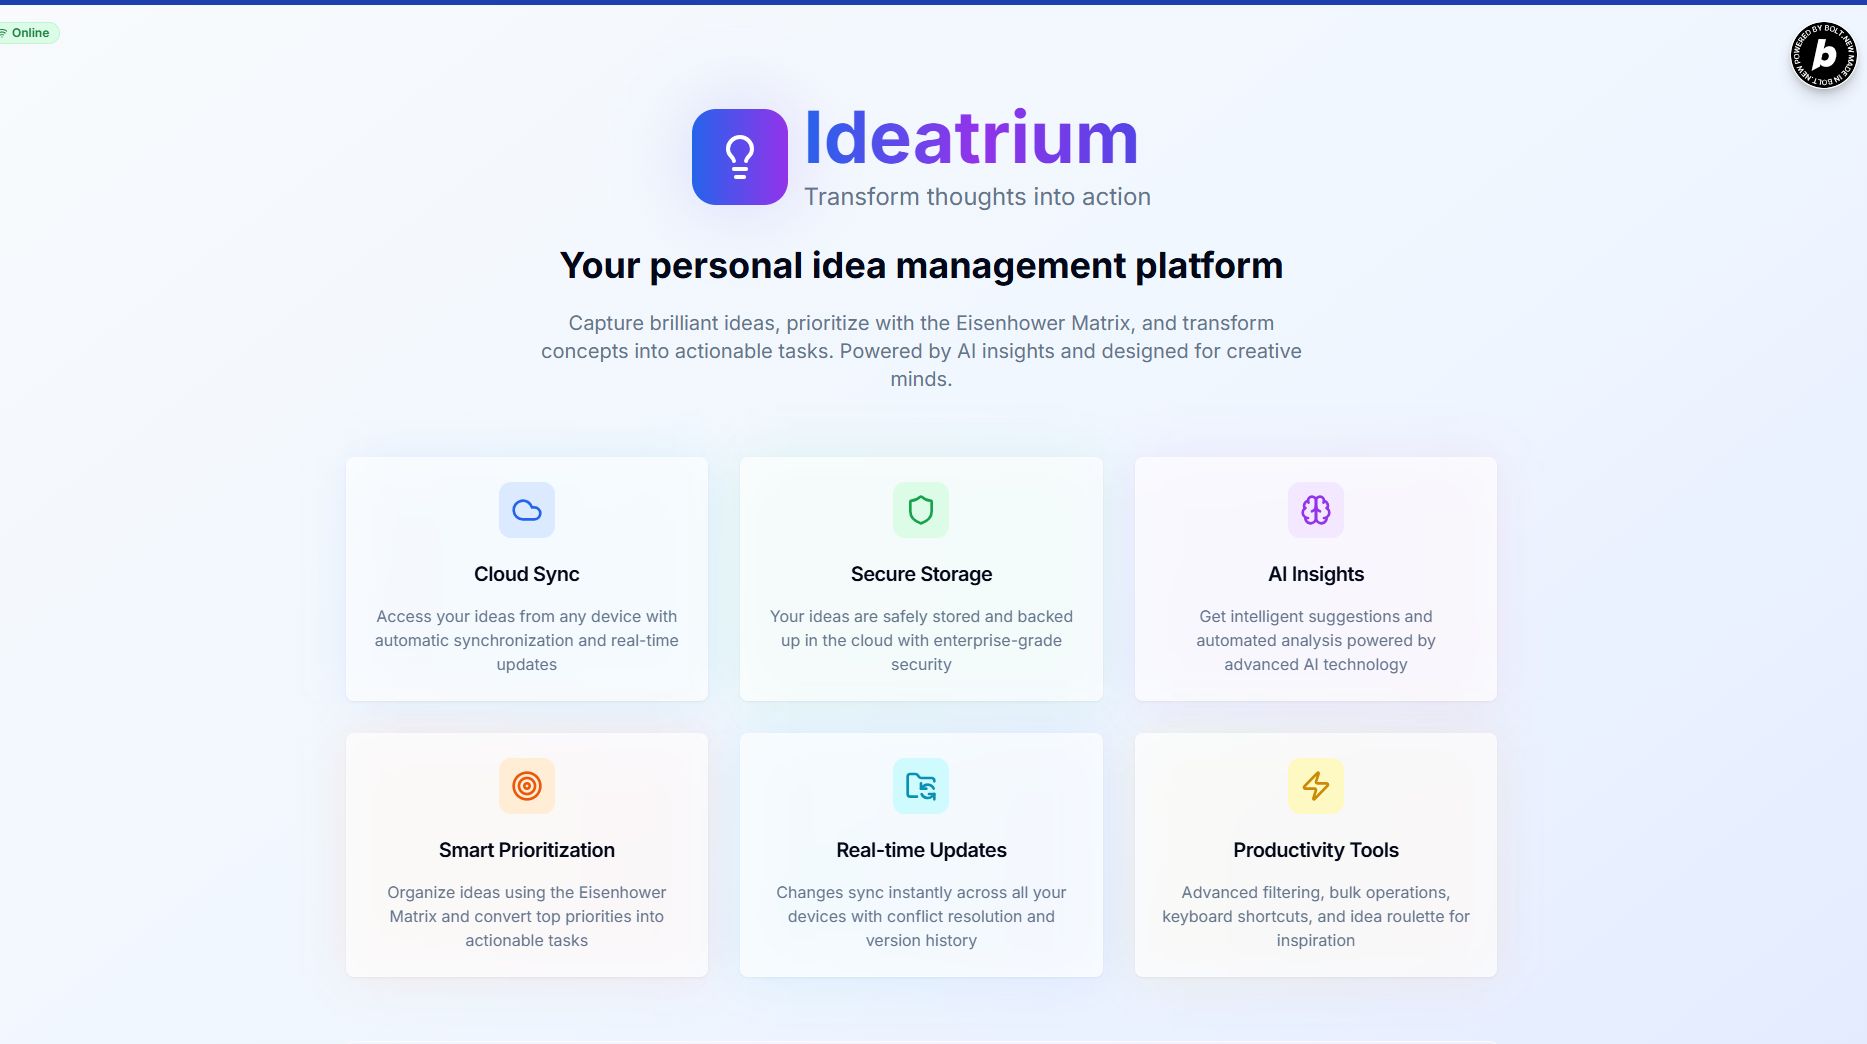 Online
POWERED BY BOLT.NEW MADE IN BOLT.NEW
b
Ideatrium
Transform thoughts into action
Your personal idea management platform
Capture brilliant ideas, prioritize with the Eisenhower Matrix, and transform
concepts into actionable tasks. Powered by AI insights and designed for creative
minds.
Cloud Sync
Access your ideas from any device with
automatic synchronization and real-time
updates
Secure Storage
Your ideas are safely stored and backed
up in the cloud with enterprise-grade
security
AI Insights
Get intelligent suggestions and
automated analysis powered by
advanced AI technology
Smart Prioritization
Organize ideas using the Eisenhower
Matrix and convert top priorities into
actionable tasks
Real-time Updates
Changes sync instantly across all your
devices with conflict resolution and
version history
Productivity Tools
Advanced filtering, bulk operations,
keyboard shortcuts, and idea roulette for
inspiration